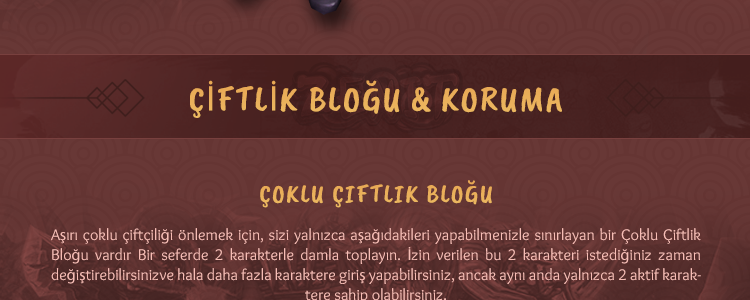 ÇİFTLİK BLOĞU & KORUMA
ÇOKLU ÇIFTLIK BLOĞU
Aşırı çoklu çiftçiliği önlemek için, sizi yalnızca aşağıdakileri yapabilmenizle sınırlayan bir Çoklu Çiftlik
Bloğu vardır Bir seferde 2 karakterle damla toplayın. İzin verilen bu 2 karakteri istediğiniz zaman
değiştirebilirsinizve hala daha fazla karaktere giriş yapabilirsiniz, ancak aynı anda yalnızca 2 aktif karak-
tere sahip olabilirsiniz.